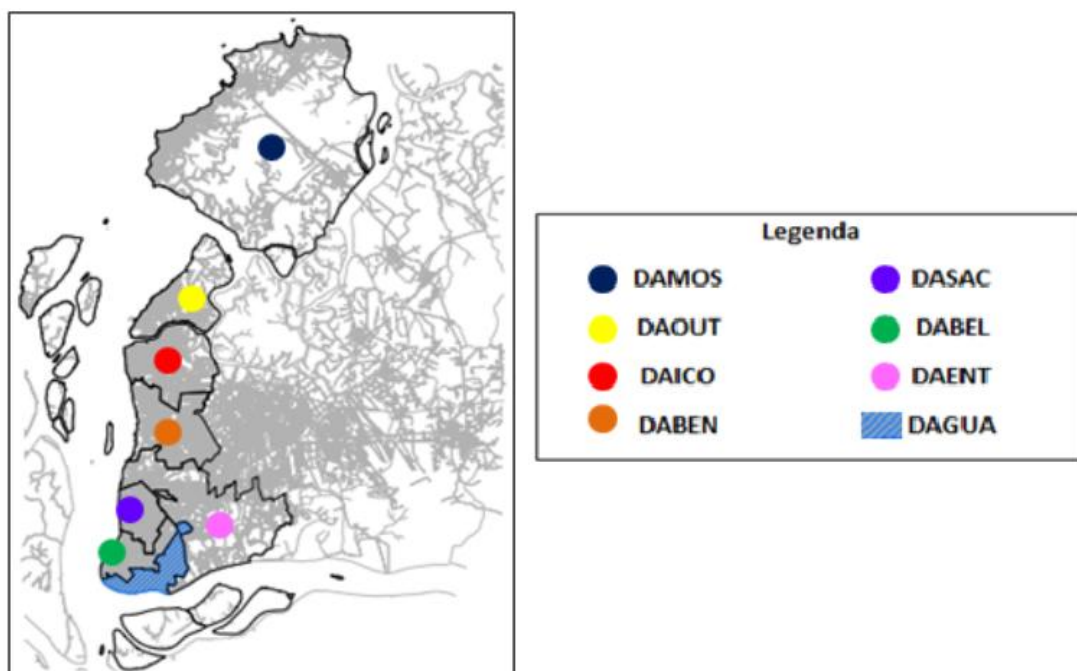 Legenda
DAMOS DASAC
DAOUT DABEL
DAICO DAENT
DABEN DAGUA